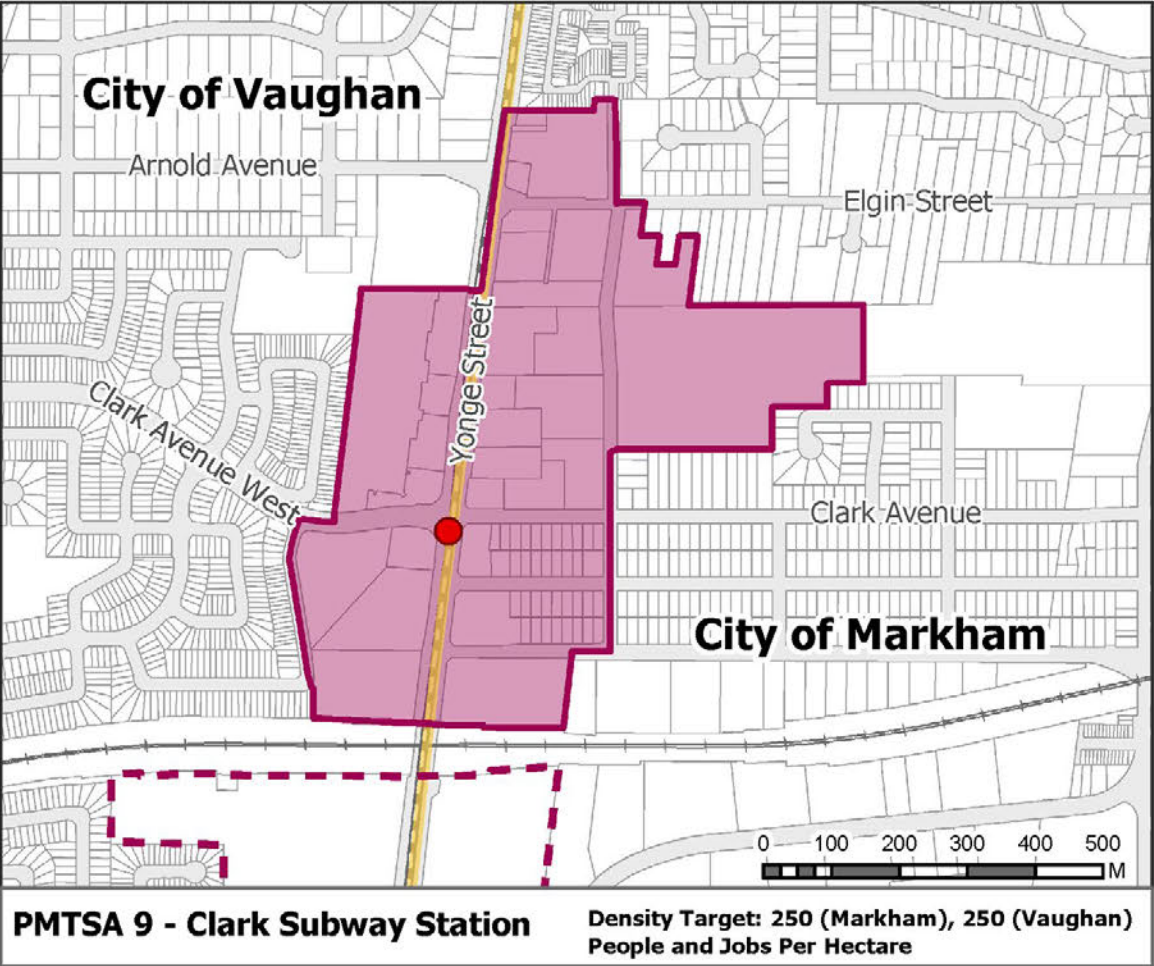 City of Vaughan
Arnold Avenue
Elgin Street
Yonge Street
Clark Avenue West
Clark Avenue
City of Markham
0 100 200 300 400 500
M
PMTSA 9 - Clark Subway Station
Density Target: 250 (Markham), 250 (Vaughan)
People and Jobs Per Hectare